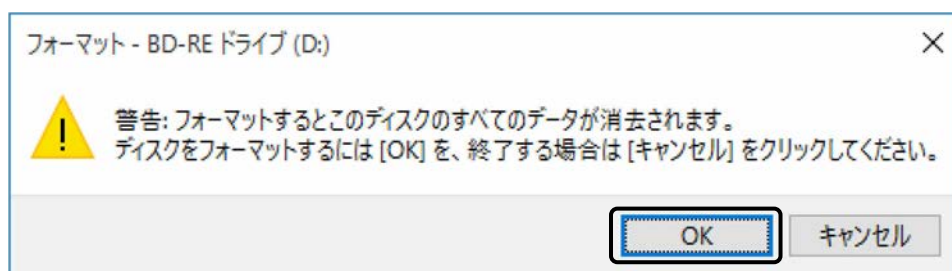 フォーマット - BD-RE ドライブ (D:)
警告: フォーマットするとこのディスクのすべてのデータが消去されます。
ディスクをフォーマットするには [OK] を、終了する場合は [キャンセル] をクリックしてください。
OK
キャンセル